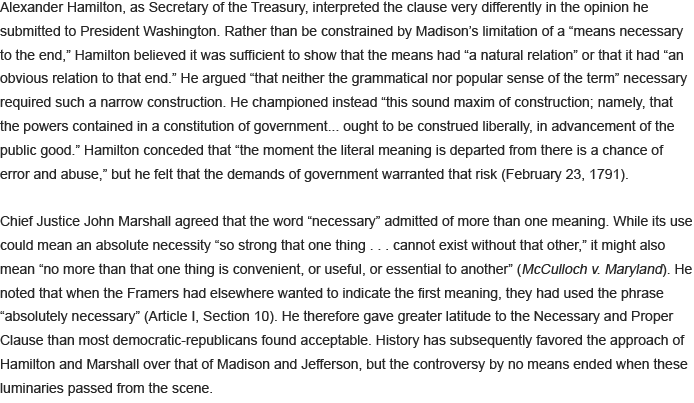 Alexander Hamilton, as Secretary of the Treasury, interpreted the clause very differently in the opinion he
submitted to President Washington. Rather than be constrained by Madison’s limitation of a “means necessary
to the end,” Hamilton believed it was sufficient to show that the means had “a natural relation” or that it had “an
obvious relation to that end.” He argued “that neither the grammatical nor popular sense of the term” necessary
required such a narrow construction. He championed instead “this sound maxim of construction; namely, that
the powers contained in a constitution of government... ought to be construed liberally, in advancement of the
public good.” Hamilton conceded that “the moment the literal meaning is departed from there is a chance of
error and abuse,” but he felt that the demands of government warranted that risk (February 23, 1791).

Chief Justice John Marshall agreed that the word “necessary” admitted of more than one meaning. While its use
could mean an absolute necessity “so strong that one thing . . . cannot exist without that other,” it might also
mean “no more than that one thing is convenient, or useful, or essential to another” (McCulloch v. Maryland). He
noted that when the Framers had elsewhere wanted to indicate the first meaning, they had used the phrase
“absolutely necessary” (Article I, Section 10). He therefore gave greater latitude to the Necessary and Proper
Clause than most democratic-republicans found acceptable. History has subsequently favored the approach of
Hamilton and Marshall over that of Madison and Jefferson, but the controversy by no means ended when these
luminaries passed from the scene.